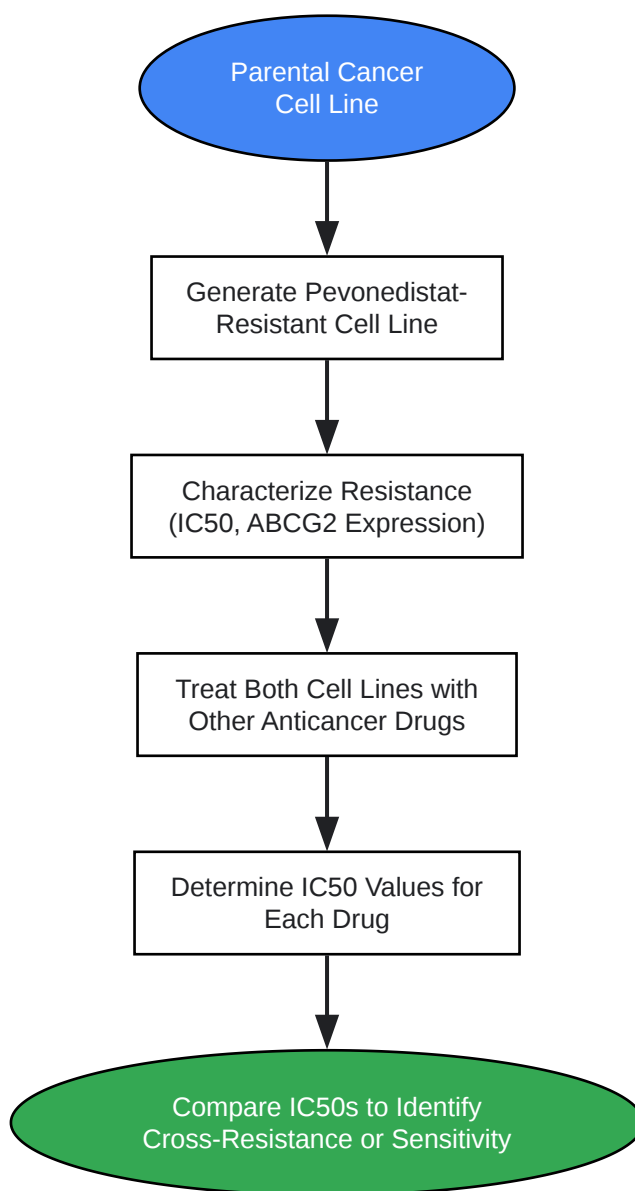 Parental Cancer
Cell Line
Generate Pevonedistat-
Resistant Cell Line
Characterize Resistance
(IC50, ABCG2 Expression)
Treat Both Cell Lines with
Other Anticancer Drugs
Determine IC50 Values for
Each Drug
Compare IC50s to Identify
Cross-Resistance or Sensitivity